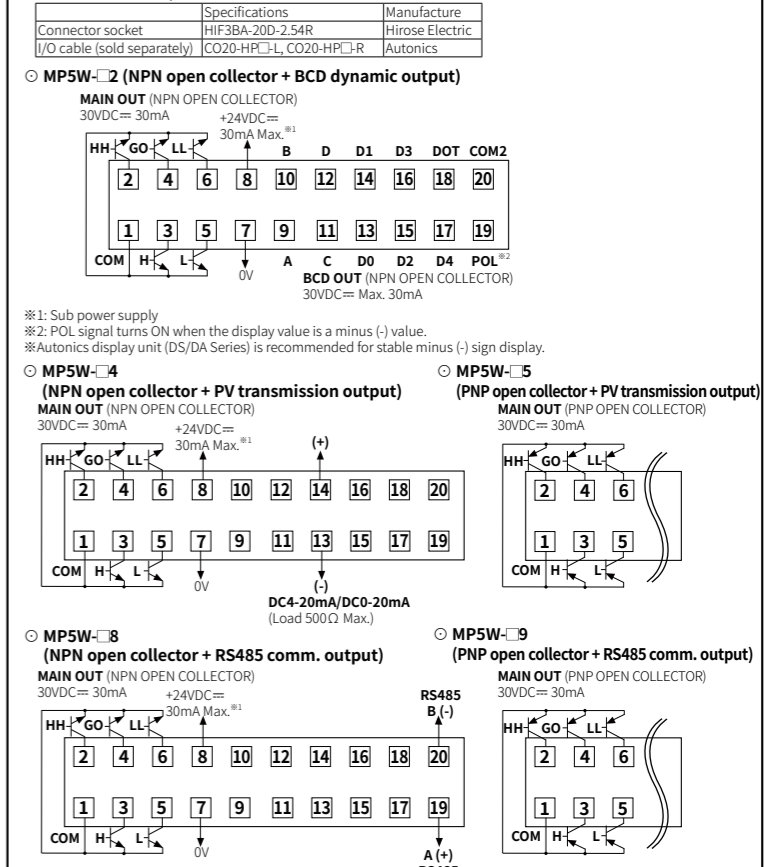 Specifications Manufacture
Connector socket HIF3BA-20D-2.54R Hirose Electric
I/O cable (sold separately) CO20-HP□-L, CO20-HP□-R Autonics
⊙ MP5W-□2 (NPN open collector + BCD dynamic output)
MAIN OUT (NPN OPEN COLLECTOR)
30VDC⎓ 30mA
+24VDC⎓
30mA Max.※1
HH GO LL B D D1 D3 DOT COM2
2 4 6 8 10 12 14 16 18 20
1 3 5 7 9 11 13 15 17 19
COM H L 0V A C D0 D2 D4 POL※2
BCD OUT (NPN OPEN COLLECTOR)
30VDC⎓ Max. 30mA
※1: Sub power supply
※2: POL signal turns ON when the display value is a minus (-) value.
※Autonics display unit (DS/DA Series) is recommended for stable minus (-) sign display.
⊙ MP5W-□4
(NPN open collector + PV transmission output)
MAIN OUT (NPN OPEN COLLECTOR)
30VDC⎓ 30mA
+24VDC⎓
30mA Max.※1
(+)
HH GO LL
2 4 6 8 10 12 14 16 18 20
1 3 5 7 9 11 13 15 17 19
COM H L 0V (-)
DC4-20mA/DC0-20mA
(Load 500Ω Max.)
⊙ MP5W-□5
(PNP open collector + PV transmission output)
MAIN OUT (PNP OPEN COLLECTOR)
30VDC⎓ 30mA
HH GO LL
2 4 6
1 3 5
COM H L
⊙ MP5W-□8
(NPN open collector + RS485 comm. output)
MAIN OUT (NPN OPEN COLLECTOR)
30VDC⎓ 30mA
+24VDC⎓
30mA Max.※1
RS485
B (-)
HH GO LL
2 4 6 8 10 12 14 16 18 20
1 3 5 7 9 11 13 15 17 19
COM H L 0V A (+)
⊙ MP5W-□9
(PNP open collector + RS485 comm. output)
MAIN OUT (PNP OPEN COLLECTOR)
30VDC⎓ 30mA
HH GO LL
2 4 6
1 3 5
COM H L